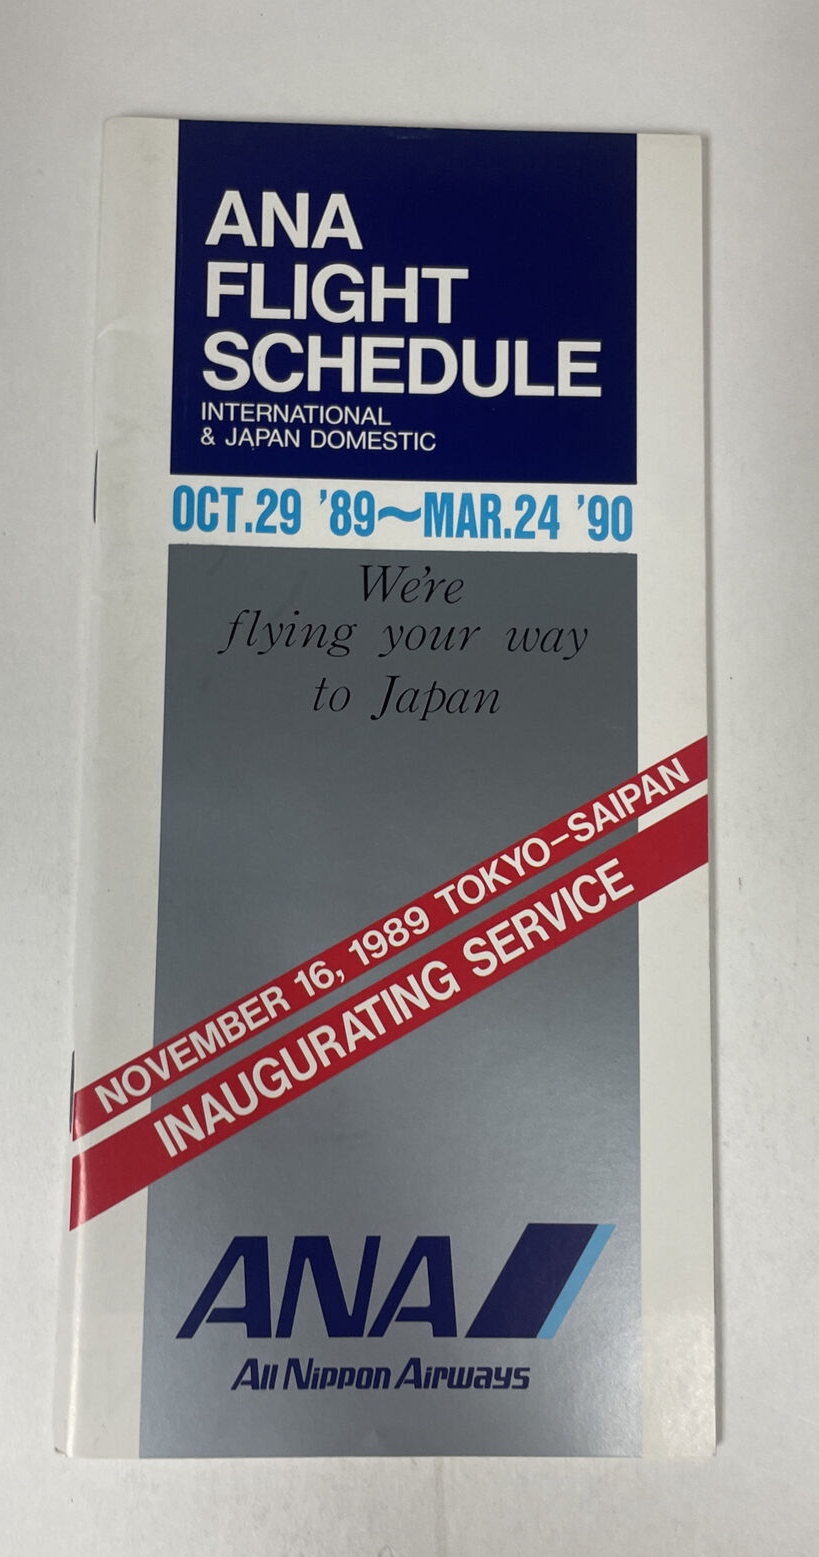 ANA
FLIGHT
SCHEDULE
INTERNATIONAL
& JAPAN DOMESTIC
OCT.29 '89～MAR.24 '90
We're
flying your way
to Japan
NOVEMBER 16, 1989 TOKYO–SAIPAN
INAUGURATING SERVICE
ANA
All Nippon Airways